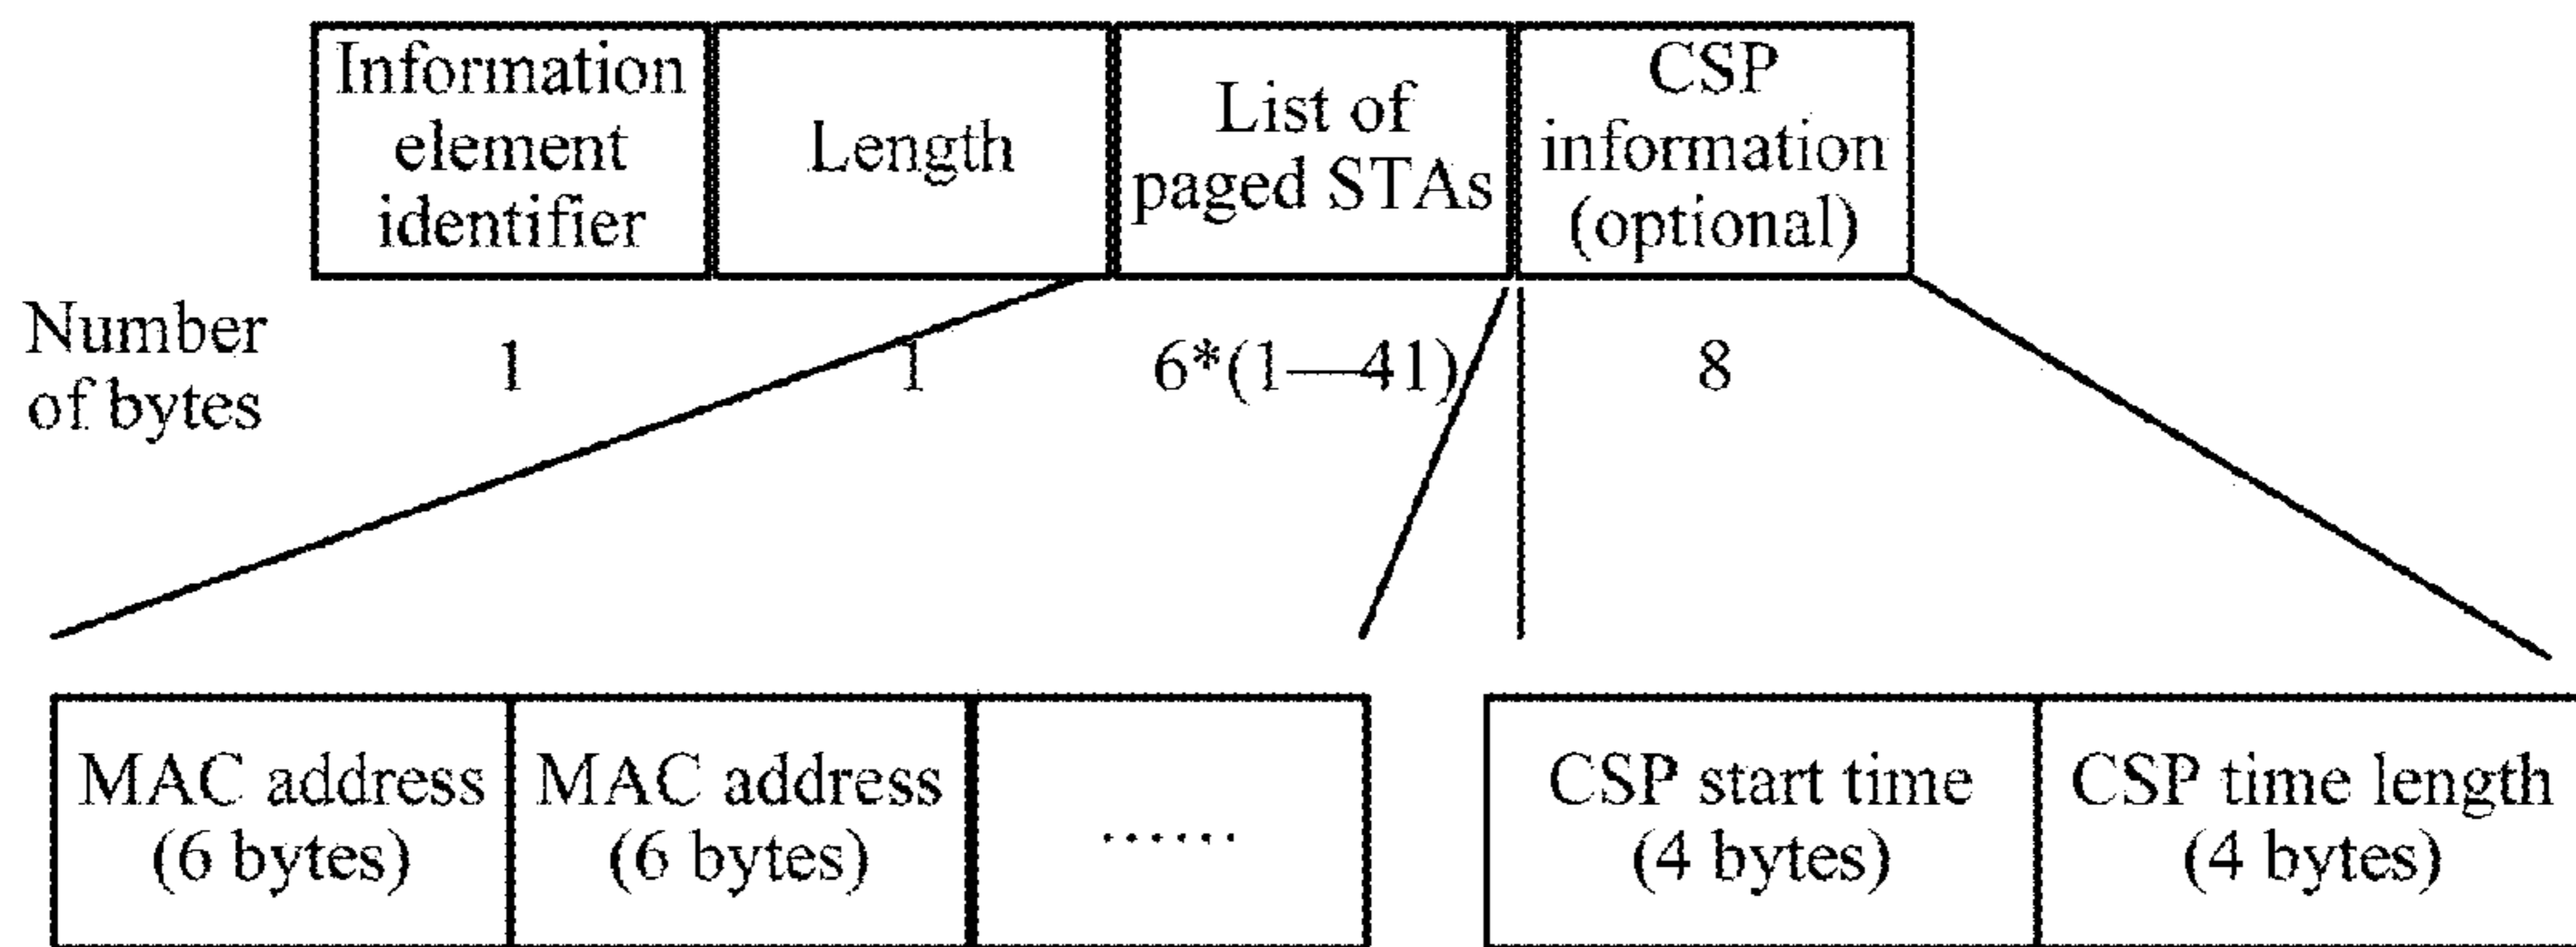 Information
element
identifier
Length
List of
paged STAs
CSP
information
(optional)
Number
of bytes
1
1
6*(1—41)
8
MAC address
(6 bytes)
MAC address
(6 bytes)
......
CSP start time
(4 bytes)
CSP time length
(4 bytes)